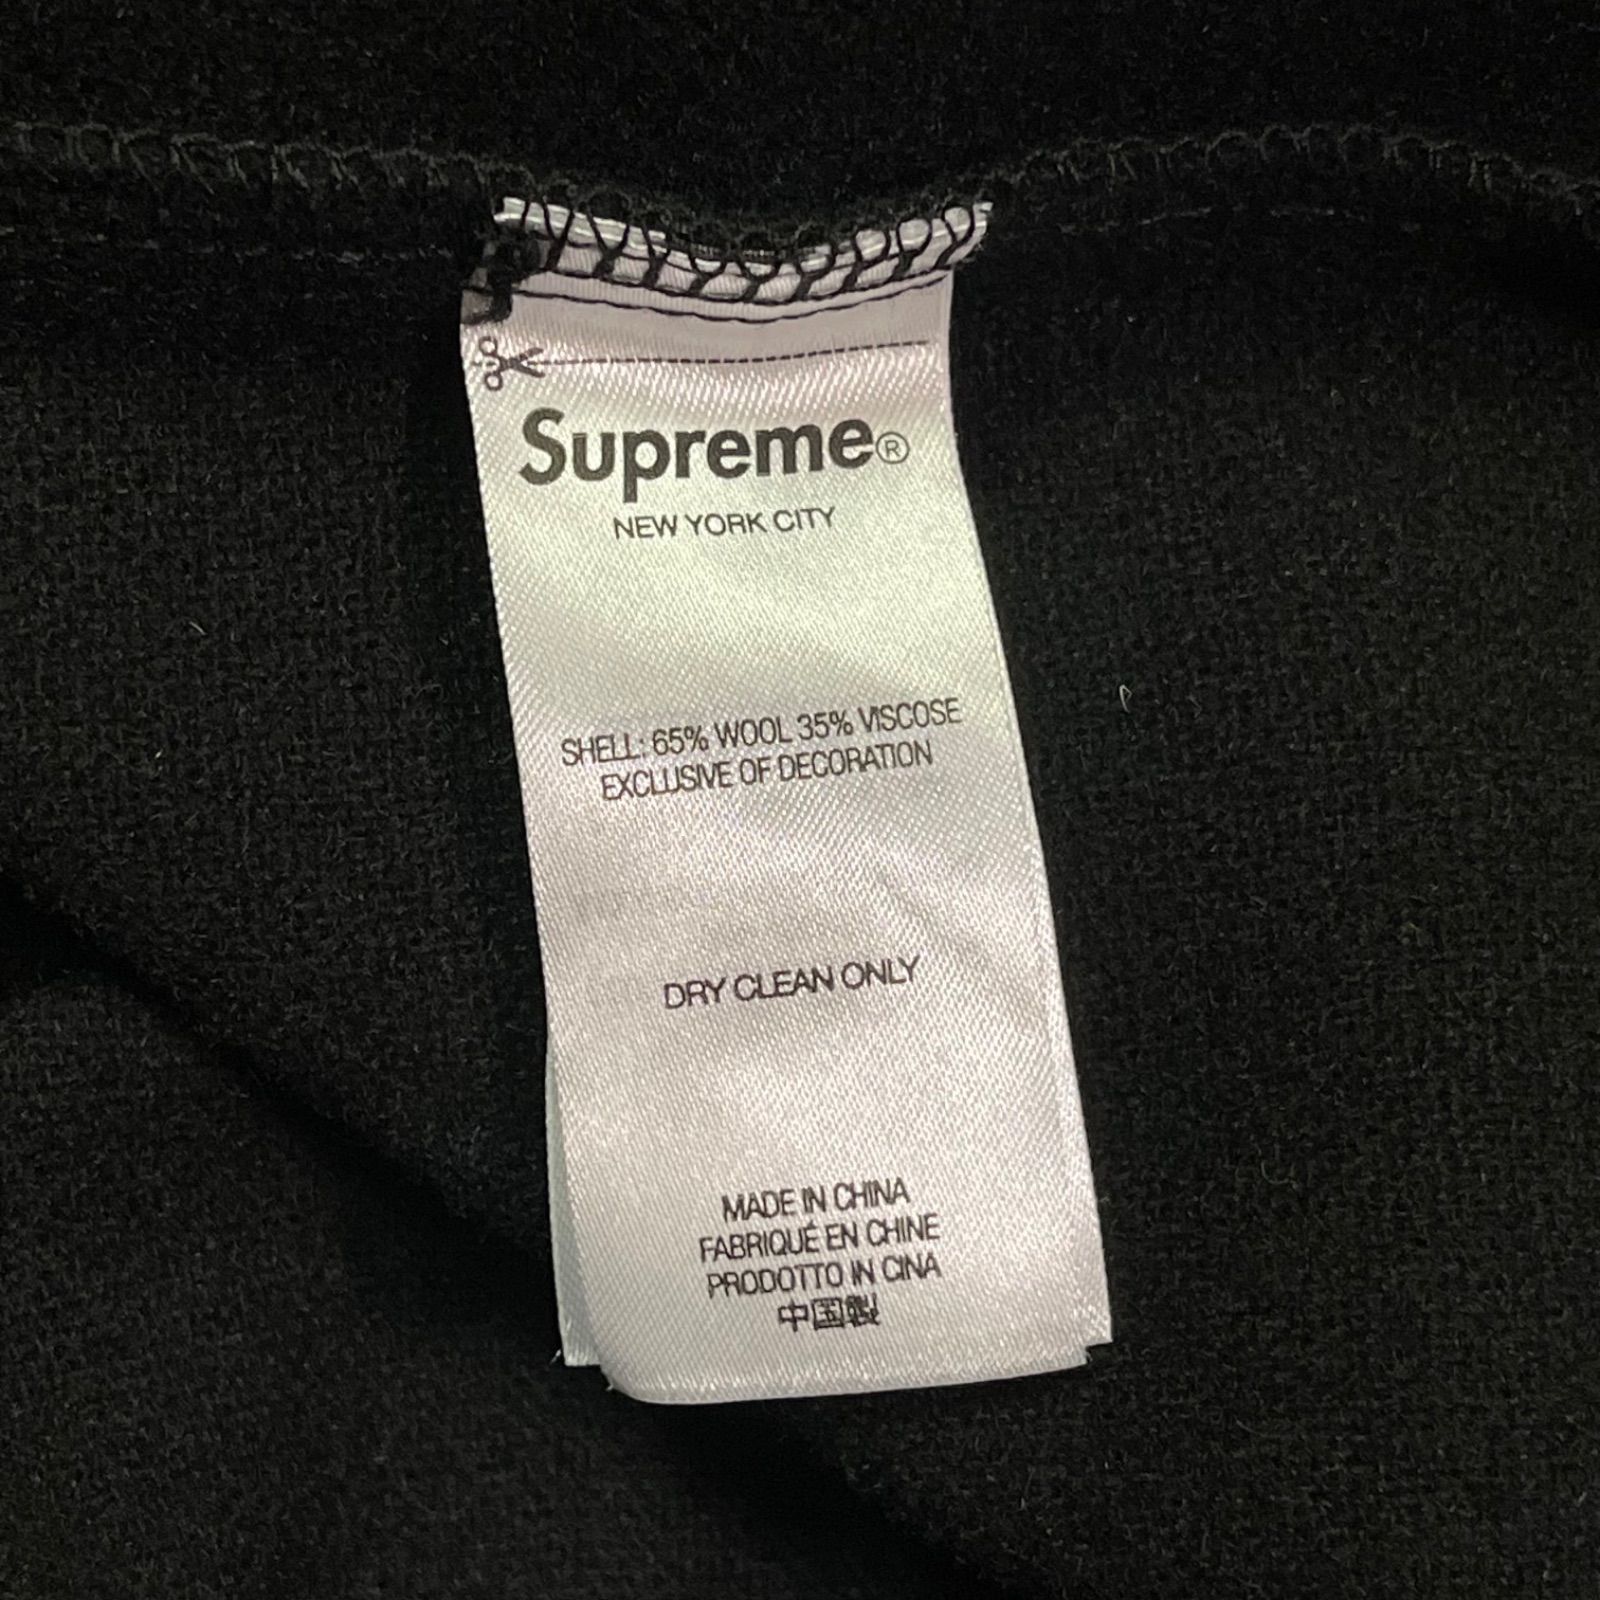 Supreme®
NEW YORK CITY
SHELL: 65% WOOL 35% VISCOSE
EXCLUSIVE OF DECORATION
DRY CLEAN ONLY
MADE IN CHINA
FABRIQUÉ EN CHINE
PRODOTTO IN CINA
中国製